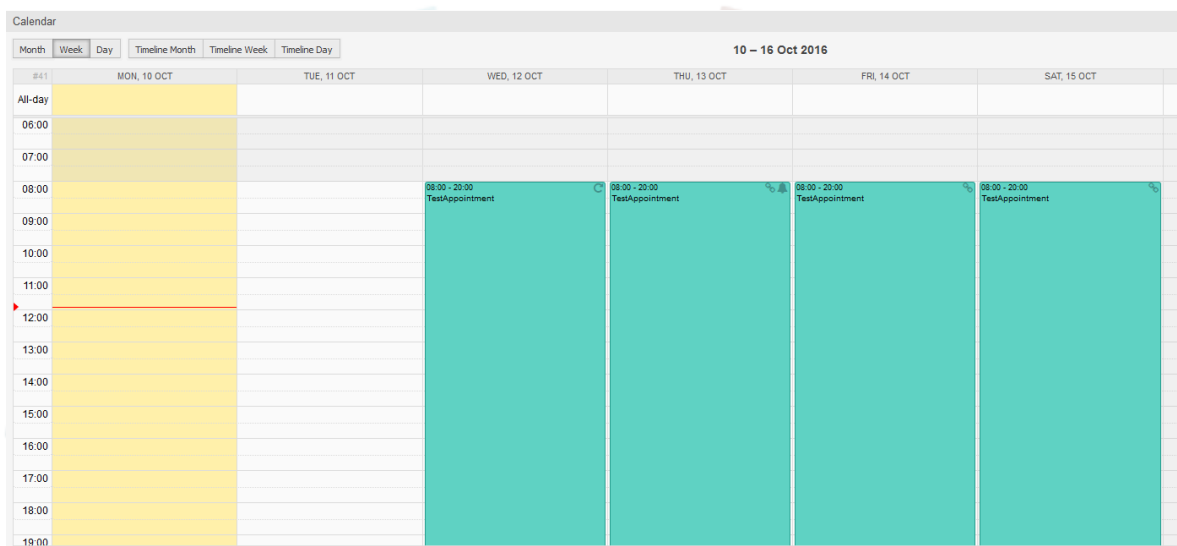 Calendar
Month Week Day Timeline Month Timeline Week Timeline Day 10 – 16 Oct 2016
#41 MON, 10 OCT TUE, 11 OCT WED, 12 OCT THU, 13 OCT FRI, 14 OCT SAT, 15 OCT
All-day
06:00
07:00
08:00 08:00 - 20:00 08:00 - 20:00 08:00 - 20:00 08:00 - 20:00
TestAppointment TestAppointment TestAppointment TestAppointment
09:00
10:00
11:00
12:00
13:00
14:00
15:00
16:00
17:00
18:00
19:00